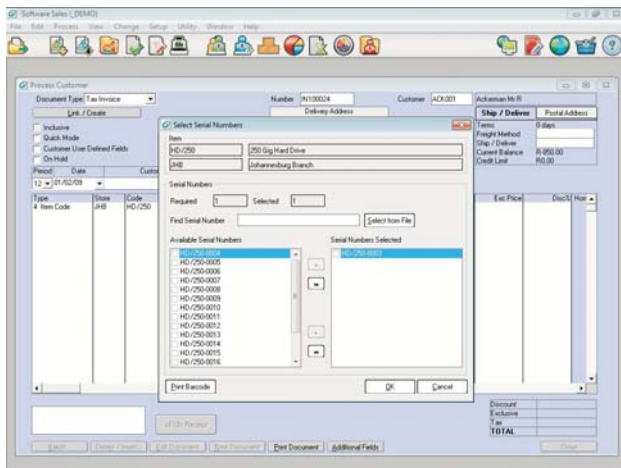 Software Sales (_DEMO)
File Edit Process View Change Setup Utility Window Help
Process Customer
Document Type Tax Invoice Number IN100024 Customer ACK001 Ackerman Mr R
Link / Create Delivery Address Ship / Deliver Postal Address
Inclusive
Quick Mode
Customer User Defined Fields
On Hold
Terms 0 days
Freight Method
Ship / Deliver
Current Balance R-850.00
Credit Limit R0.00
Period Date
12 01/02/09
Type Store Code Exc Price Disc%
4 Item Code JHB HD/250
Select Serial Numbers
Item
HD/250 250 Gig Hard Drive
JHB Johannesburg Branch
Serial Numbers
Required 1 Selected 1
Find Serial Number Select from File
Available Serial Numbers Serial Numbers Selected
HD/250-0004 HD/250-0003
HD/250-0005
HD/250-0006
HD/250-0007
HD/250-0008
HD/250-0009
HD/250-0010
HD/250-0011
HD/250-0012
HD/250-0013
HD/250-0014
HD/250-0015
HD/250-0016
Print Barcode OK Cancel
Discount
Exclusive
Tax
TOTAL
Batch Edit Document Print Document Additional Fields Close